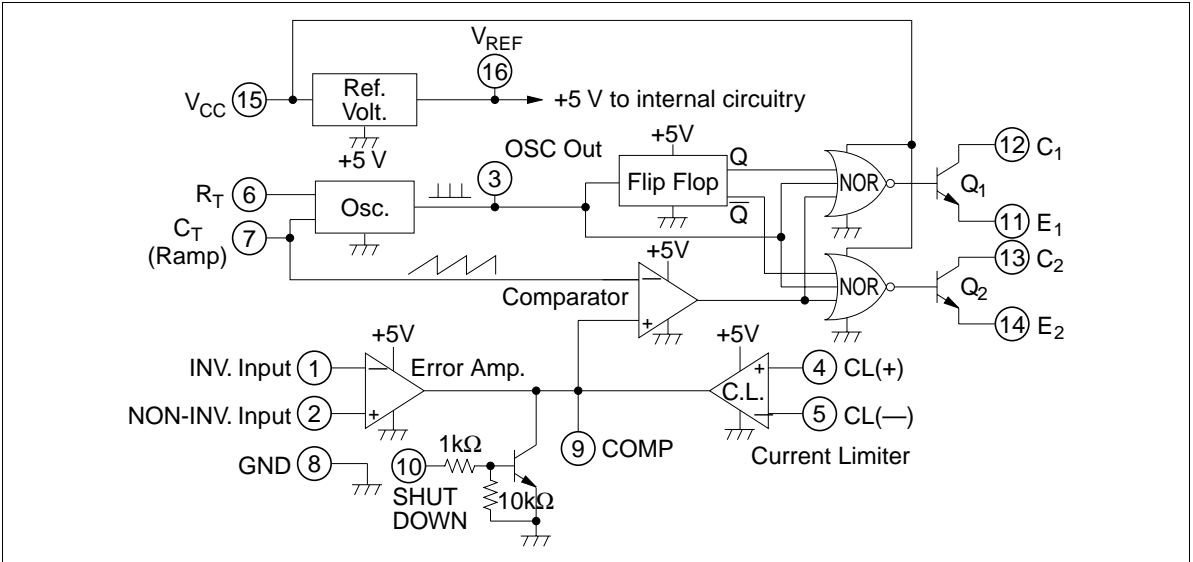 V_REF
16
V_CC 15
Ref.
Volt.
+5 V to internal circuitry
+5 V
OSC Out
3
+5V
Flip Flop
Q
Q̅
NOR
12 C_1
Q_1
11 E_1
R_T 6
Osc.
C_T
(Ramp)
7
+5V
Comparator
−
+
NOR
13 C_2
Q_2
14 E_2
INV. Input 1
+5V
−
Error Amp.
NON-INV. Input 2
+
+5V
C.L.
+
4 CL(+)
—
5 CL(—)
Current Limiter
9 COMP
GND 8
1kΩ
10
SHUT
DOWN
10kΩ